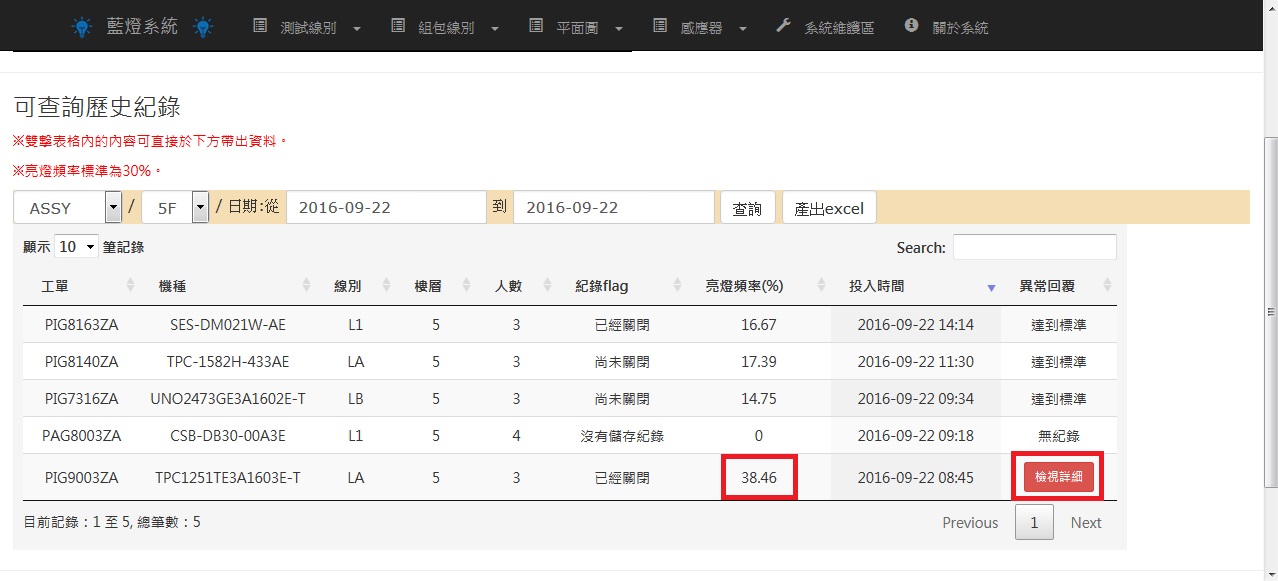 藍燈系統 測試線別 組包線別 平面圖 感應器 系統維護區 關於系統
可查詢歷史紀錄
※雙擊表格內的內容可直接於下方帶出資料。
※亮燈頻率標準為30%。
ASSY / 5F / 日期:從 2016-09-22 到 2016-09-22 查詢 產出excel
顯示 10 筆記錄 Search:
工單 機種 線別 樓層 人數 紀錄flag 亮燈頻率(%) 投入時間 異常回覆
PIG8163ZA SES-DM021W-AE L1 5 3 已經關閉 16.67 2016-09-22 14:14 達到標準
PIG8140ZA TPC-1582H-433AE LA 5 3 尚未關閉 17.39 2016-09-22 11:30 達到標準
PIG7316ZA UNO2473GE3A1602E-T LB 5 3 尚未關閉 14.75 2016-09-22 09:34 達到標準
PAG8003ZA CSB-DB30-00A3E L1 5 4 沒有儲存紀錄 0 2016-09-22 09:18 無紀錄
PIG9003ZA TPC1251TE3A1603E-T LA 5 3 已經關閉 38.46 2016-09-22 08:45 檢視詳細
目前記錄：1 至 5, 總筆數：5 Previous 1 Next